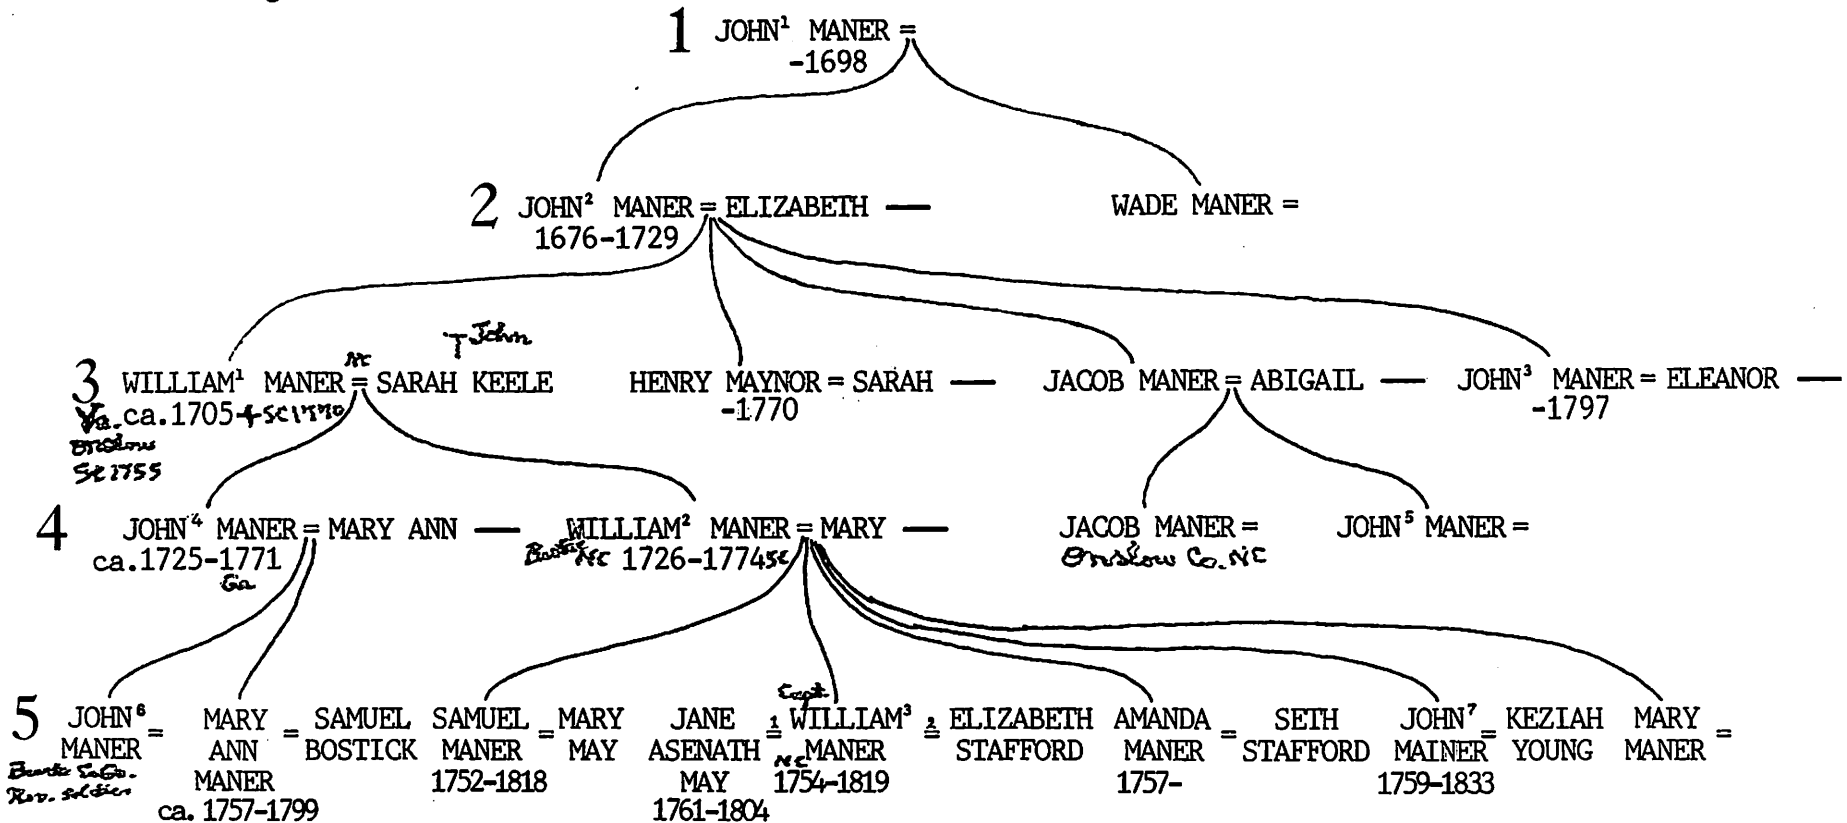 1 JOHN¹ MANER =
-1698
2 JOHN² MANER = ELIZABETH — WADE MANER =
1676-1729
John
NC
3 WILLIAM¹ MANER = SARAH KEELE HENRY MAYNOR = SARAH — JACOB MANER = ABIGAIL — JOHN³ MANER = ELEANOR —
Va. ca.1705-+SC1770 -1770 -1797
Onslow
SC 1755
4 JOHN⁴ MANER = MARY ANN — WILLIAM² MANER = MARY — JACOB MANER = JOHN⁵ MANER =
ca.1725-1771 NC 1726-1774 SC Onslow Co. NC
Ga
Capt.
5 JOHN⁶ MARY SAMUEL SAMUEL MARY JANE 1 WILLIAM³ 2 ELIZABETH AMANDA SETH JOHN⁷ KEZIAH MARY
MANER = ANN = BOSTICK MANER = MAY ASENATH = MANER = STAFFORD MANER = STAFFORD MAINER = YOUNG MANER =
MANER 1752-1818 MAY NC 1754-1819 1757- 1759-1833
Rev. Soldier ca. 1757-1799 1761-1804